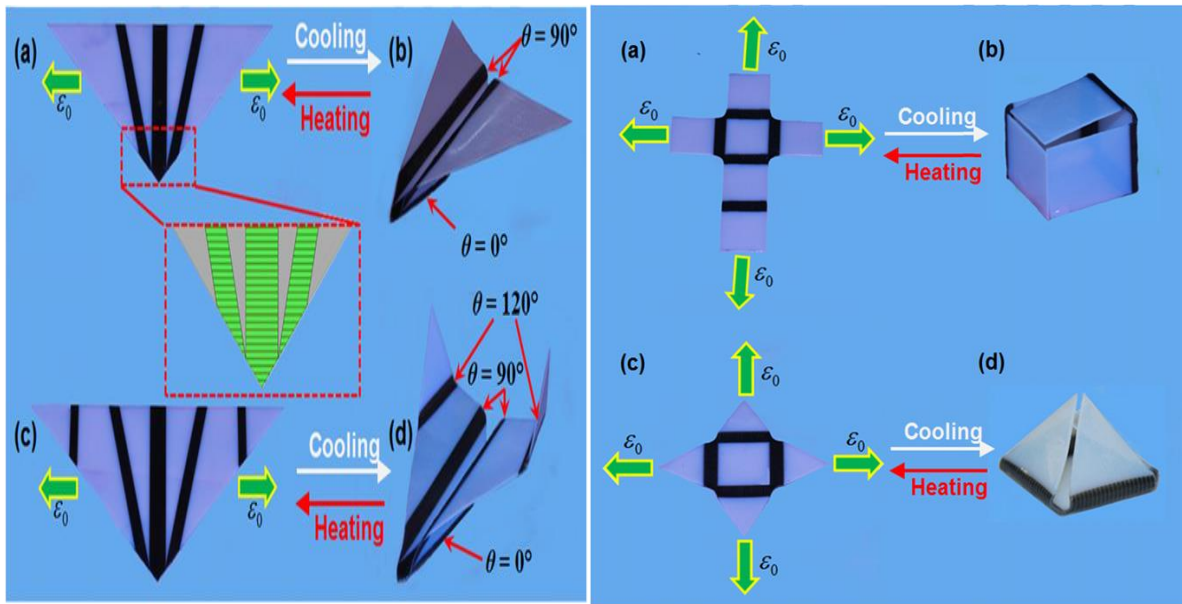 (a)
ε₀
ε₀
Cooling
Heating
(b)
θ = 90°
θ = 0°
(c)
ε₀
ε₀
Cooling
Heating
(d)
θ = 120°
θ = 90°
θ = 0°
(a)
ε₀
ε₀
ε₀
ε₀
Cooling
Heating
(b)
(c)
ε₀
ε₀
ε₀
ε₀
Cooling
Heating
(d)